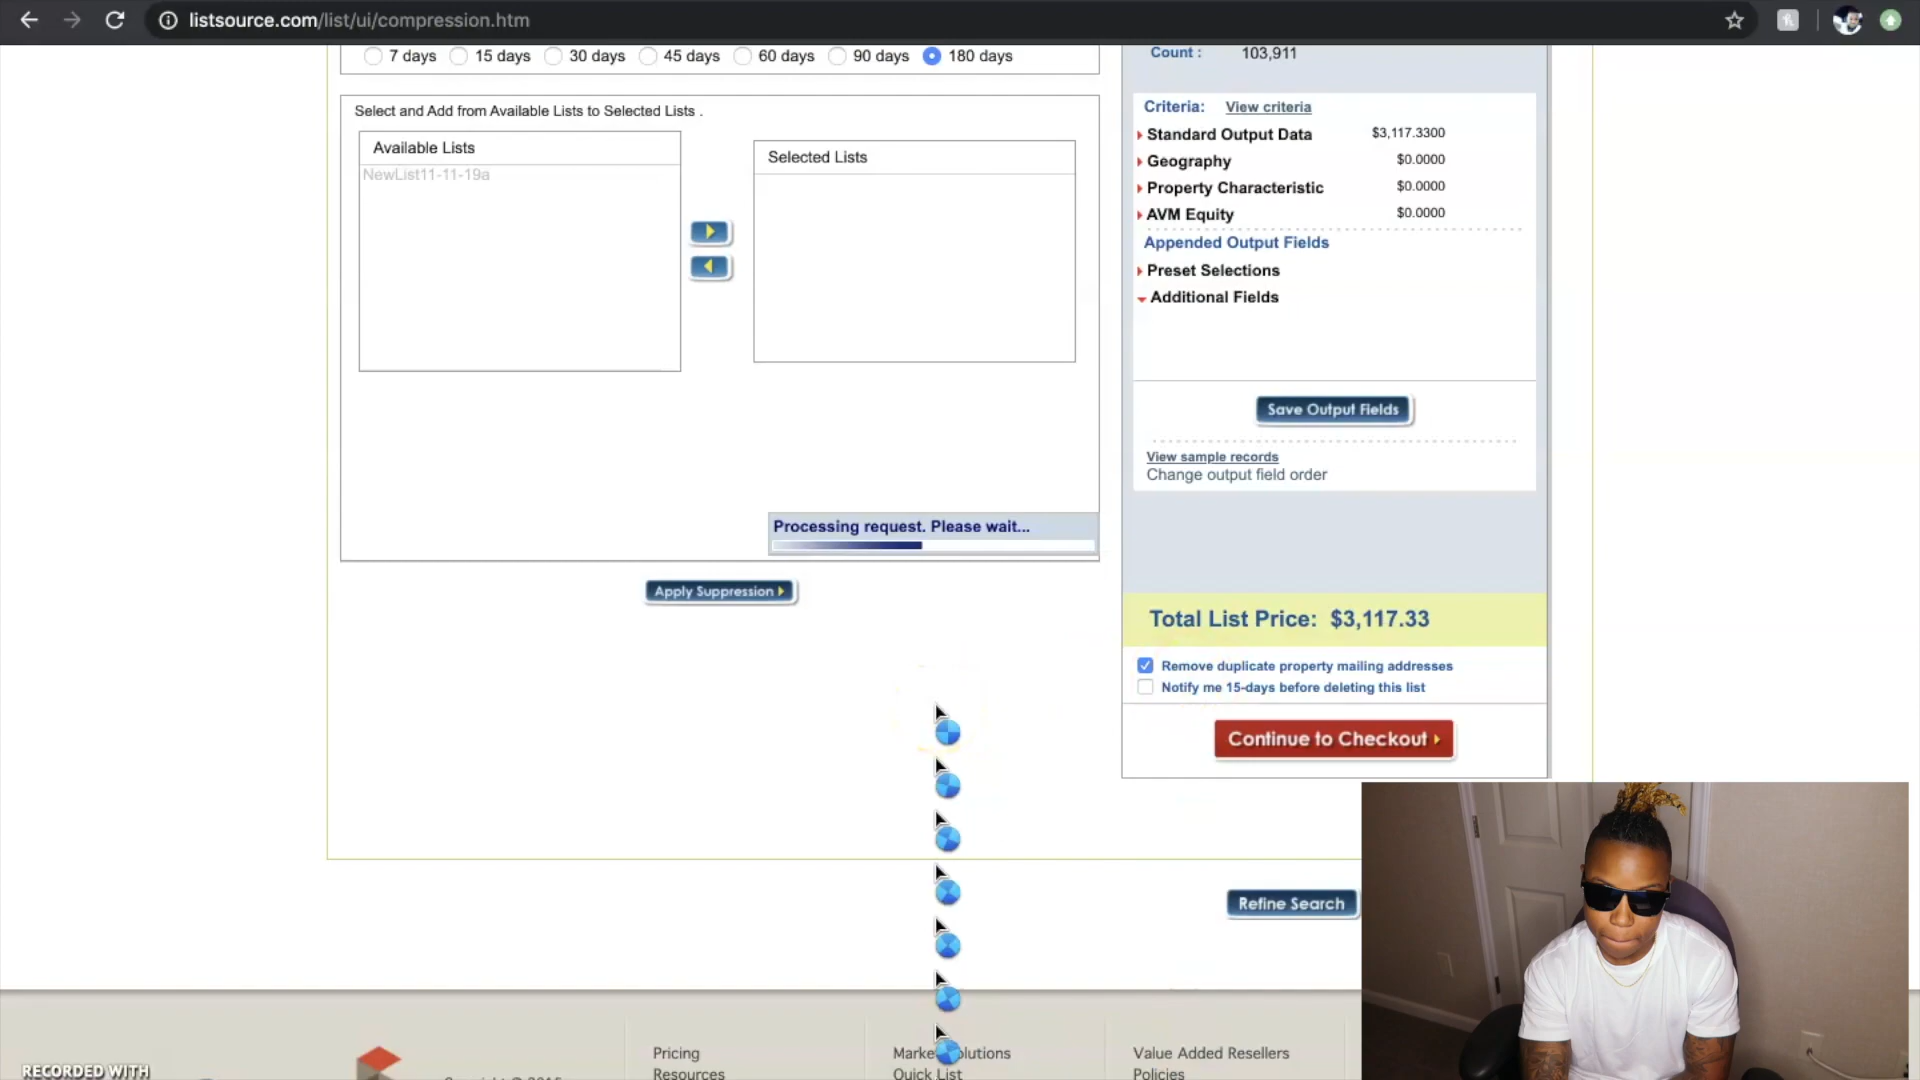 listsource.com/list/ui/compression.htm
7 days 15 days 30 days 45 days 60 days 90 days 180 days
Count : 103,911
Select and Add from Available Lists to Selected Lists .
Available Lists
NewList11-11-19a
Selected Lists
Criteria: View criteria
Standard Output Data $3,117.3300
Geography $0.0000
Property Characteristic $0.0000
AVM Equity $0.0000
Appended Output Fields
Preset Selections
Additional Fields
Save Output Fields
View sample records
Change output field order
Processing request. Please wait...
Apply Suppression
Total List Price: $3,117.33
Remove duplicate property mailing addresses
Notify me 15-days before deleting this list
Continue to Checkout
Refine Search
Pricing
Resources
Quick List
Value Added Resellers
Policies
RECORDED WITH